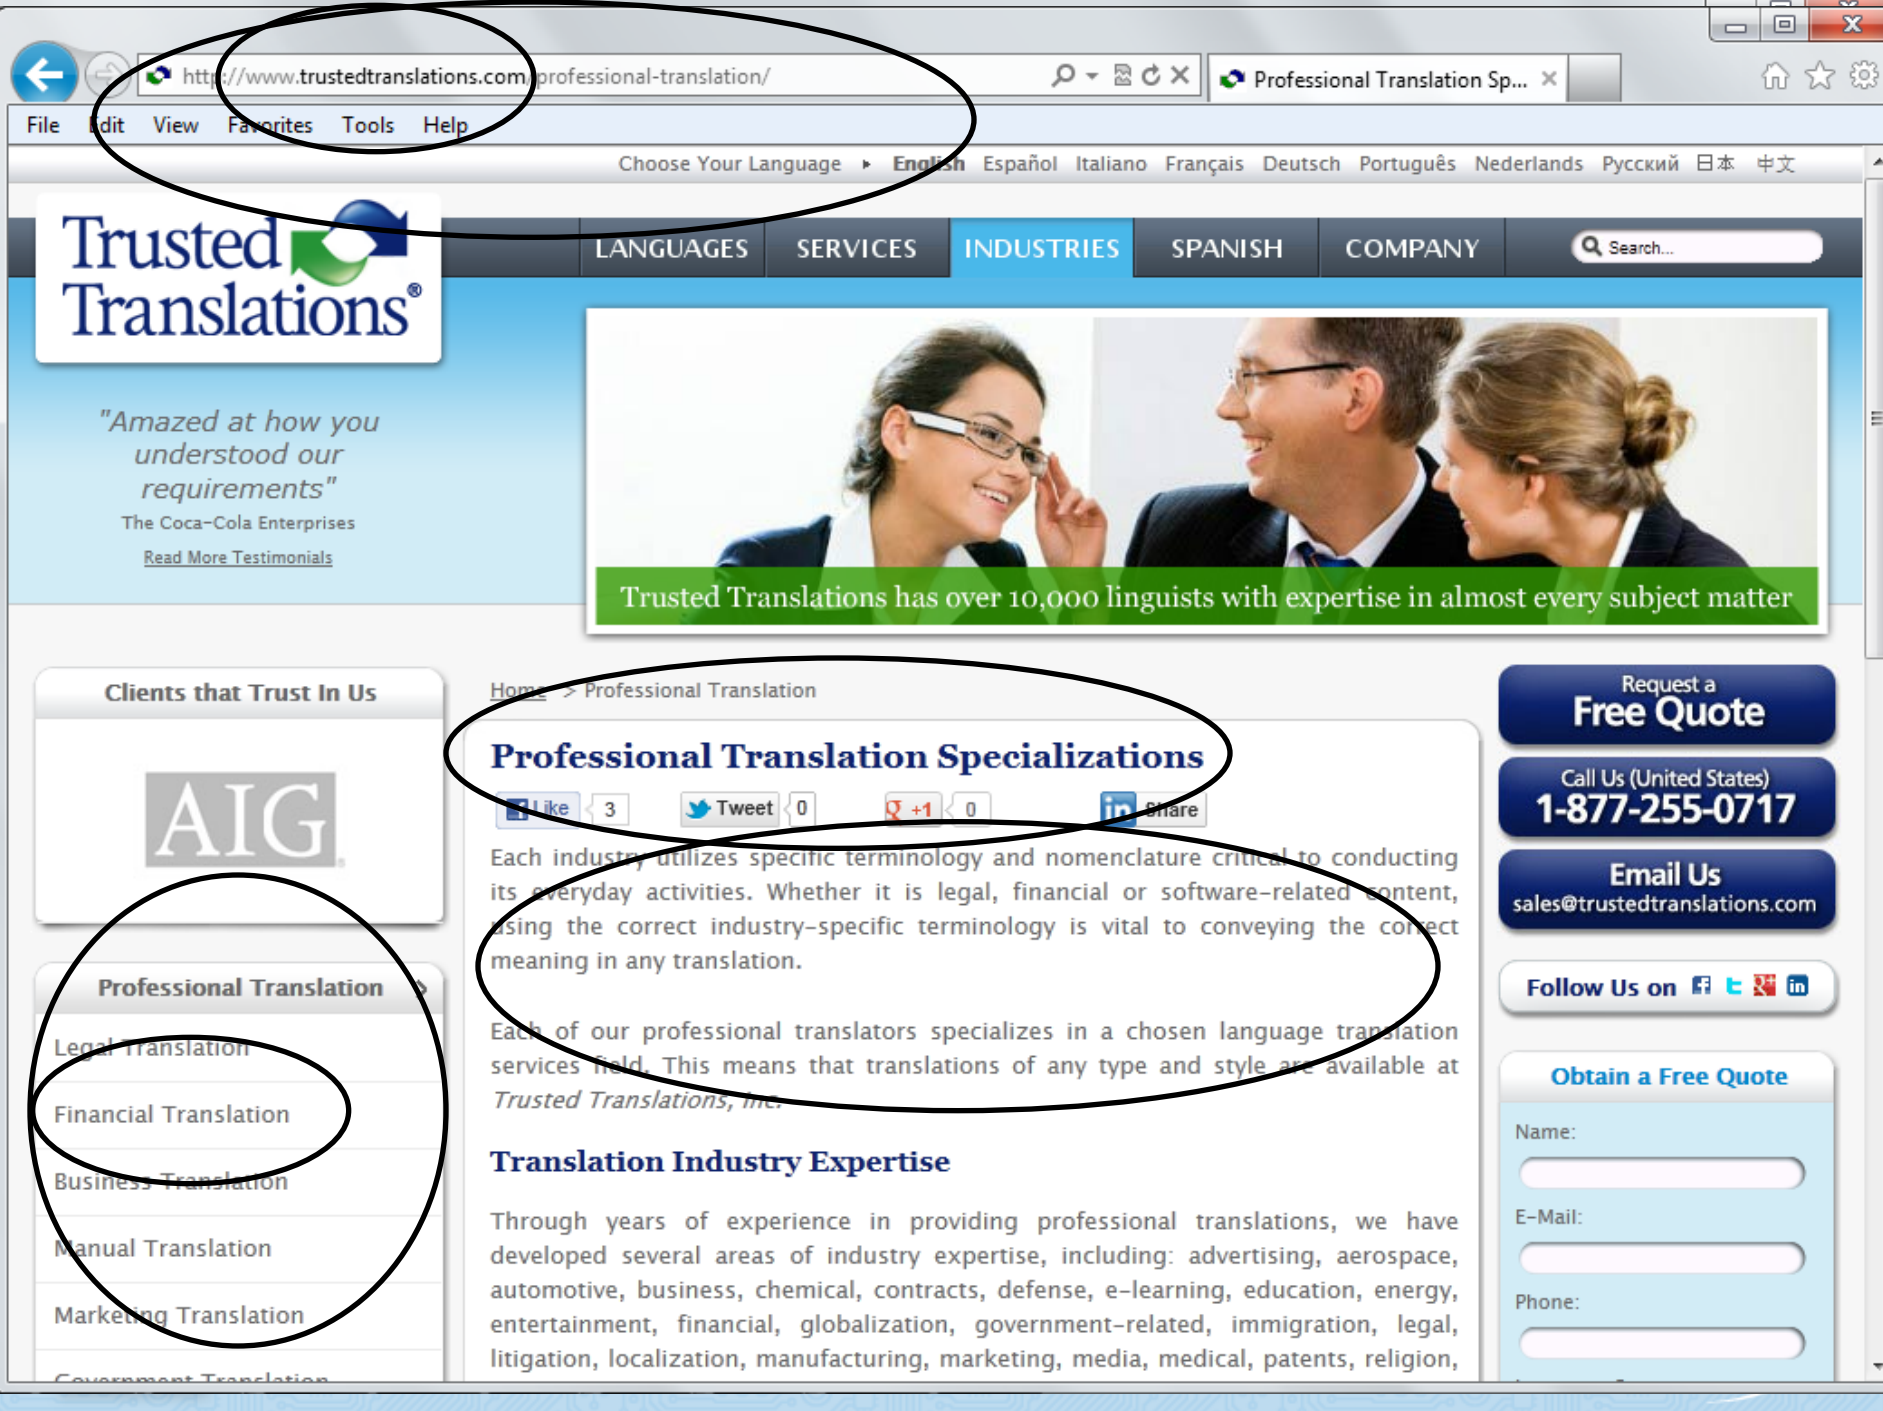 http://www.trustedtranslations.com/professional-translation/
Professional Translation Sp...
File Edit View Favorites Tools Help
Choose Your Language ▸ English Español Italiano Français Deutsch Português Nederlands Русский 日本 中文
Trusted
Translations®
LANGUAGES SERVICES INDUSTRIES SPANISH COMPANY Search...
"Amazed at how you
understood our
requirements"
The Coca-Cola Enterprises
Read More Testimonials
Trusted Translations has over 10,000 linguists with expertise in almost every subject matter
Clients that Trust In Us
AIG
Professional Translation
Legal Translation
Financial Translation
Business Translation
Manual Translation
Marketing Translation
Government Translation
Home > Professional Translation
Professional Translation Specializations
Like 3 Tweet 0 +1 0 in Share
Each industry utilizes specific terminology and nomenclature critical to conducting
its everyday activities. Whether it is legal, financial or software-related content,
using the correct industry-specific terminology is vital to conveying the correct
meaning in any translation.
Each of our professional translators specializes in a chosen language translation
services field. This means that translations of any type and style are available at
Trusted Translations, Inc.
Translation Industry Expertise
Through years of experience in providing professional translations, we have
developed several areas of industry expertise, including: advertising, aerospace,
automotive, business, chemical, contracts, defense, e-learning, education, energy,
entertainment, financial, globalization, government-related, immigration, legal,
litigation, localization, manufacturing, marketing, media, medical, patents, religion,
Request a
Free Quote
Call Us (United States)
1-877-255-0717
Email Us
sales@trustedtranslations.com
Follow Us on
Obtain a Free Quote
Name:
E-Mail:
Phone: